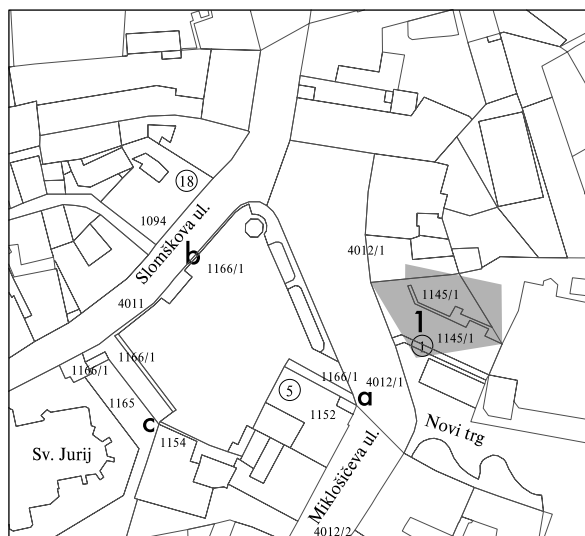 18
1094
Slomškova ul.
b
1166/1
4012/1
4011
1145/1
1
1145/1
1
1166/1
1166/1
1166/1
4012/1
5
1165
a
1152
c
Novi trg
1154
Sv. Jurij
Miklošičeva ul.
4012/2